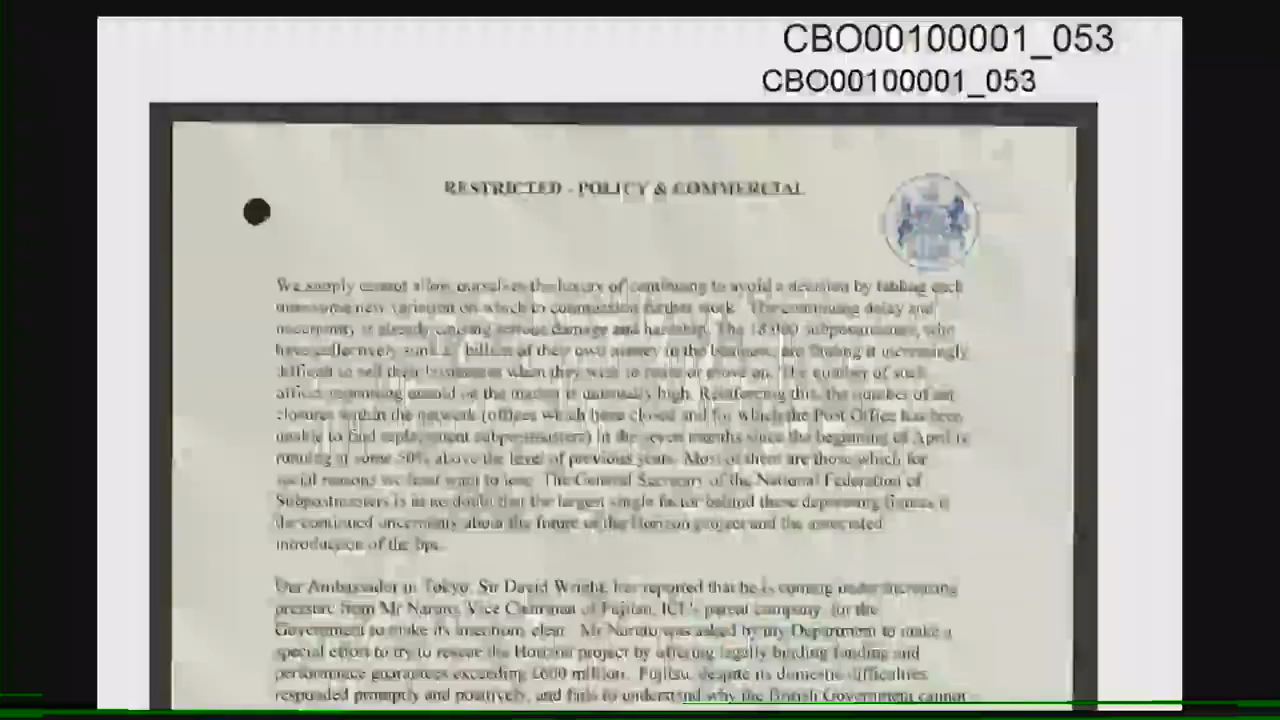 CBO00100001_053
CBO00100001_053
RESTRICTED - POLICY & COMMERCIAL
We simply cannot allow ourselves the luxury of continuing to avoid a decision by tabling each
new variation on which to commission further work. The continuing delay and
uncertainty is already causing serious damage and hardship. The 18,000 subpostmasters, who
have collectively billion of their own money in the business, are finding it increasingly
difficult to sell their businesses when they want to retire or move on. The number of such
offices remaining unsold on the market is unusually high. Reinforcing this, the number of net
closures within the network (offices which have closed and for which the Post Office has been
unable to find replacement subpostmasters) in the seven months since the beginning of April is
running at some 50% above the level of previous years. Most of them are those which for
social reasons we least want to lose. The General Secretary of the National Federation of
Subpostmasters is in no doubt that the largest single factor behind these depressing figures is
the continued uncertainty about the future of the Horizon project and the associated
introduction of the
Our Ambassador in Tokyo, Sir David Wright, has reported that he is coming under increasing
pressure from Mr Naruto, Vice Chairman of Fujitsu, ICL's parent company, for the
Government to make its intentions clear. Mr Naruto was asked by my Department to make a
special effort to try to rescue the Horizon project by offering legally binding funding and
performance guarantees exceeding £600 million. Fujitsu, despite its domestic difficulties
responded promptly and positively, and fails to understand why the British Government cannot